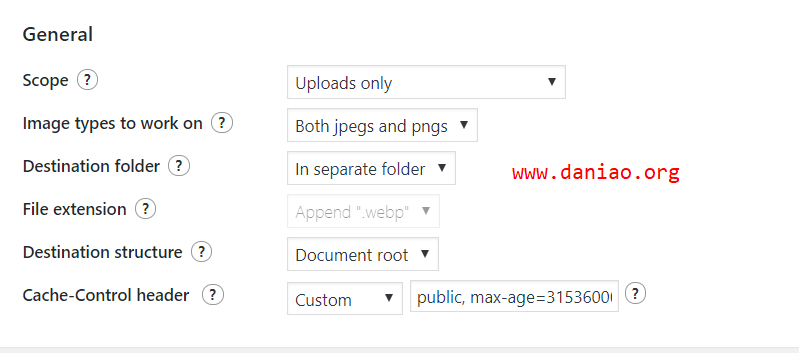 General
Scope ? Uploads only
Image types to work on ? Both jpegs and pngs
Destination folder ? In separate folder www.daniao.org
File extension ? Append ".webp"
Destination structure ? Document root
Cache-Control header ? Custom public, max-age=3153600 ?